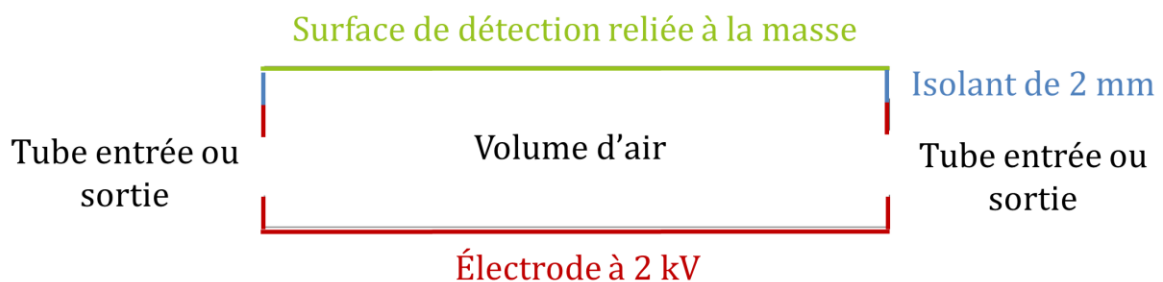 Surface de détection reliée à la masse
Isolant de 2 mm
Tube entrée ou
sortie
Volume d’air
Tube entrée ou
sortie
Électrode à 2 kV